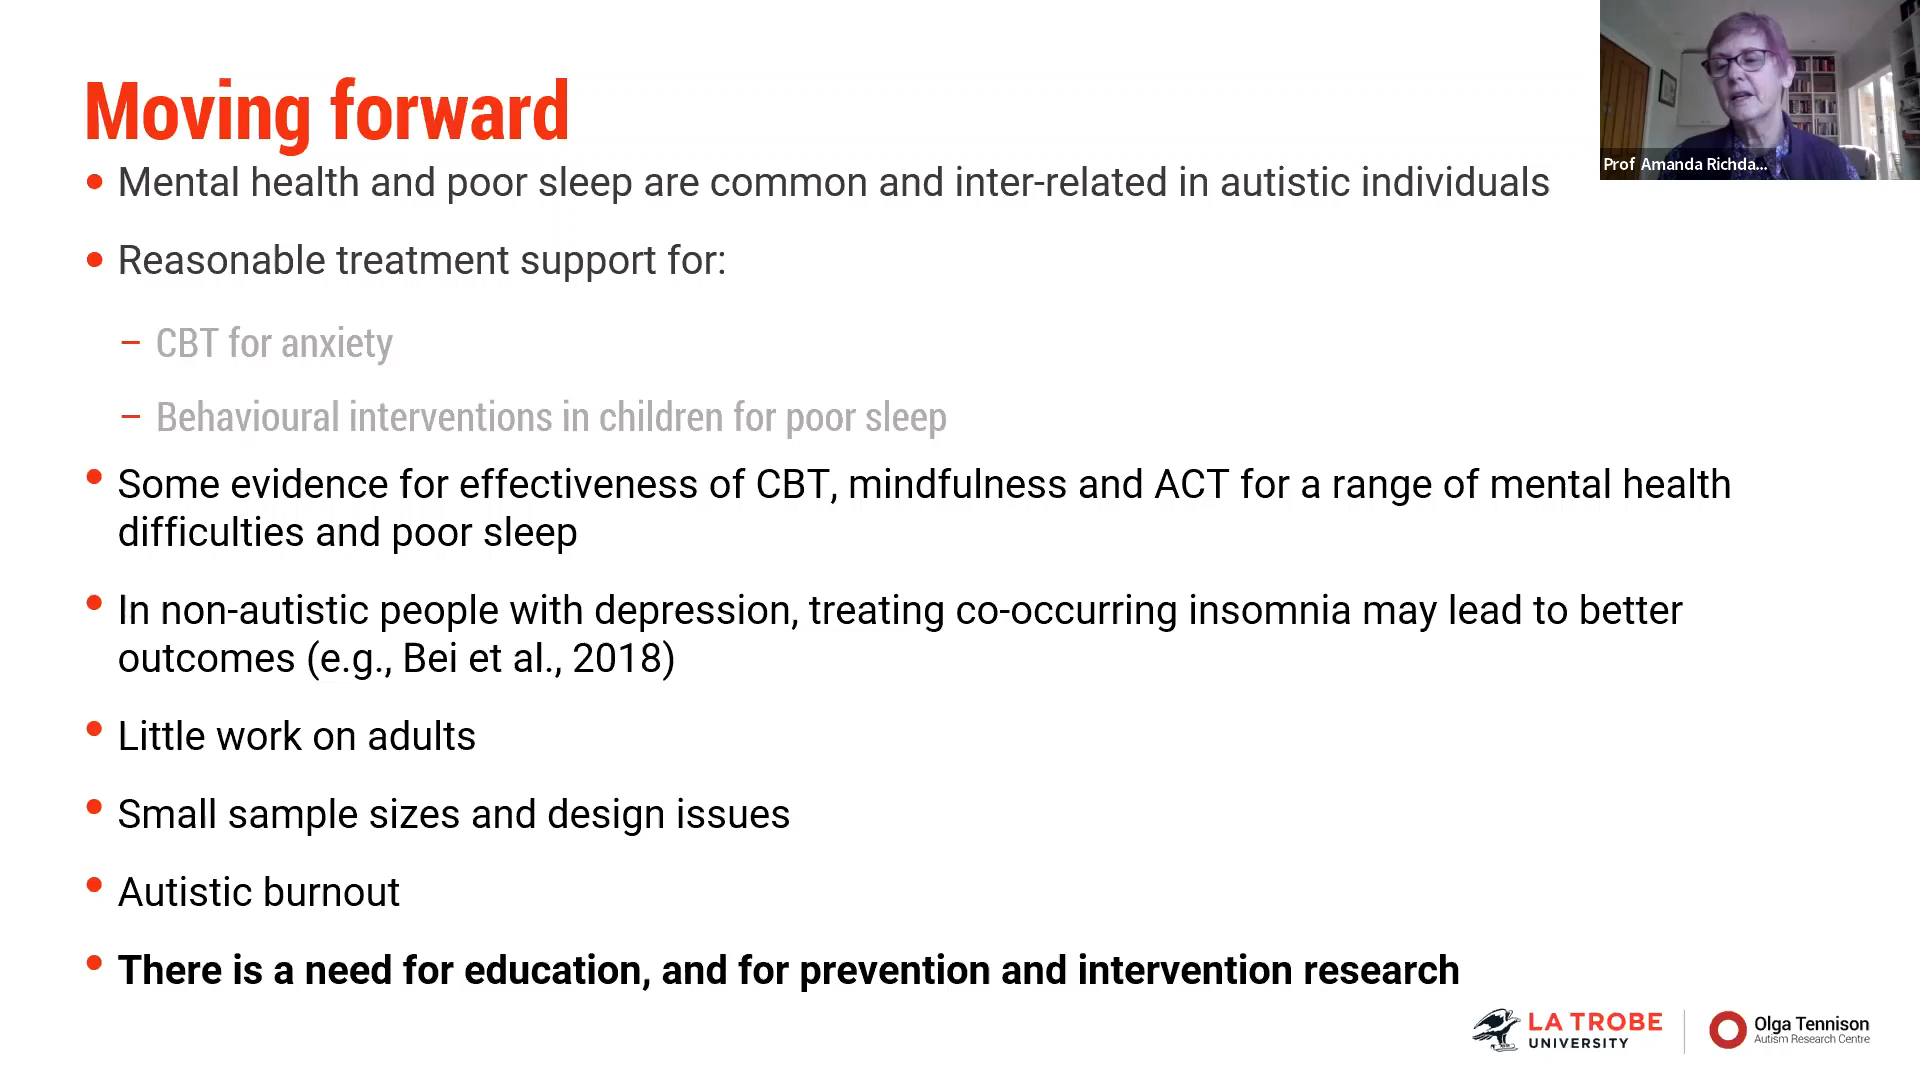 Moving forward
• Mental health and poor sleep are common and inter-related in autistic individuals
• Reasonable treatment support for:
– CBT for anxiety
– Behavioural interventions in children for poor sleep
• Some evidence for effectiveness of CBT, mindfulness and ACT for a range of mental health
difficulties and poor sleep
• In non-autistic people with depression, treating co-occurring insomnia may lead to better
outcomes (e.g., Bei et al., 2018)
• Little work on adults
• Small sample sizes and design issues
• Autistic burnout
• There is a need for education, and for prevention and intervention research
Prof Amanda Richda...
LA TROBE
UNIVERSITY
Olga Tennison
Autism Research Centre